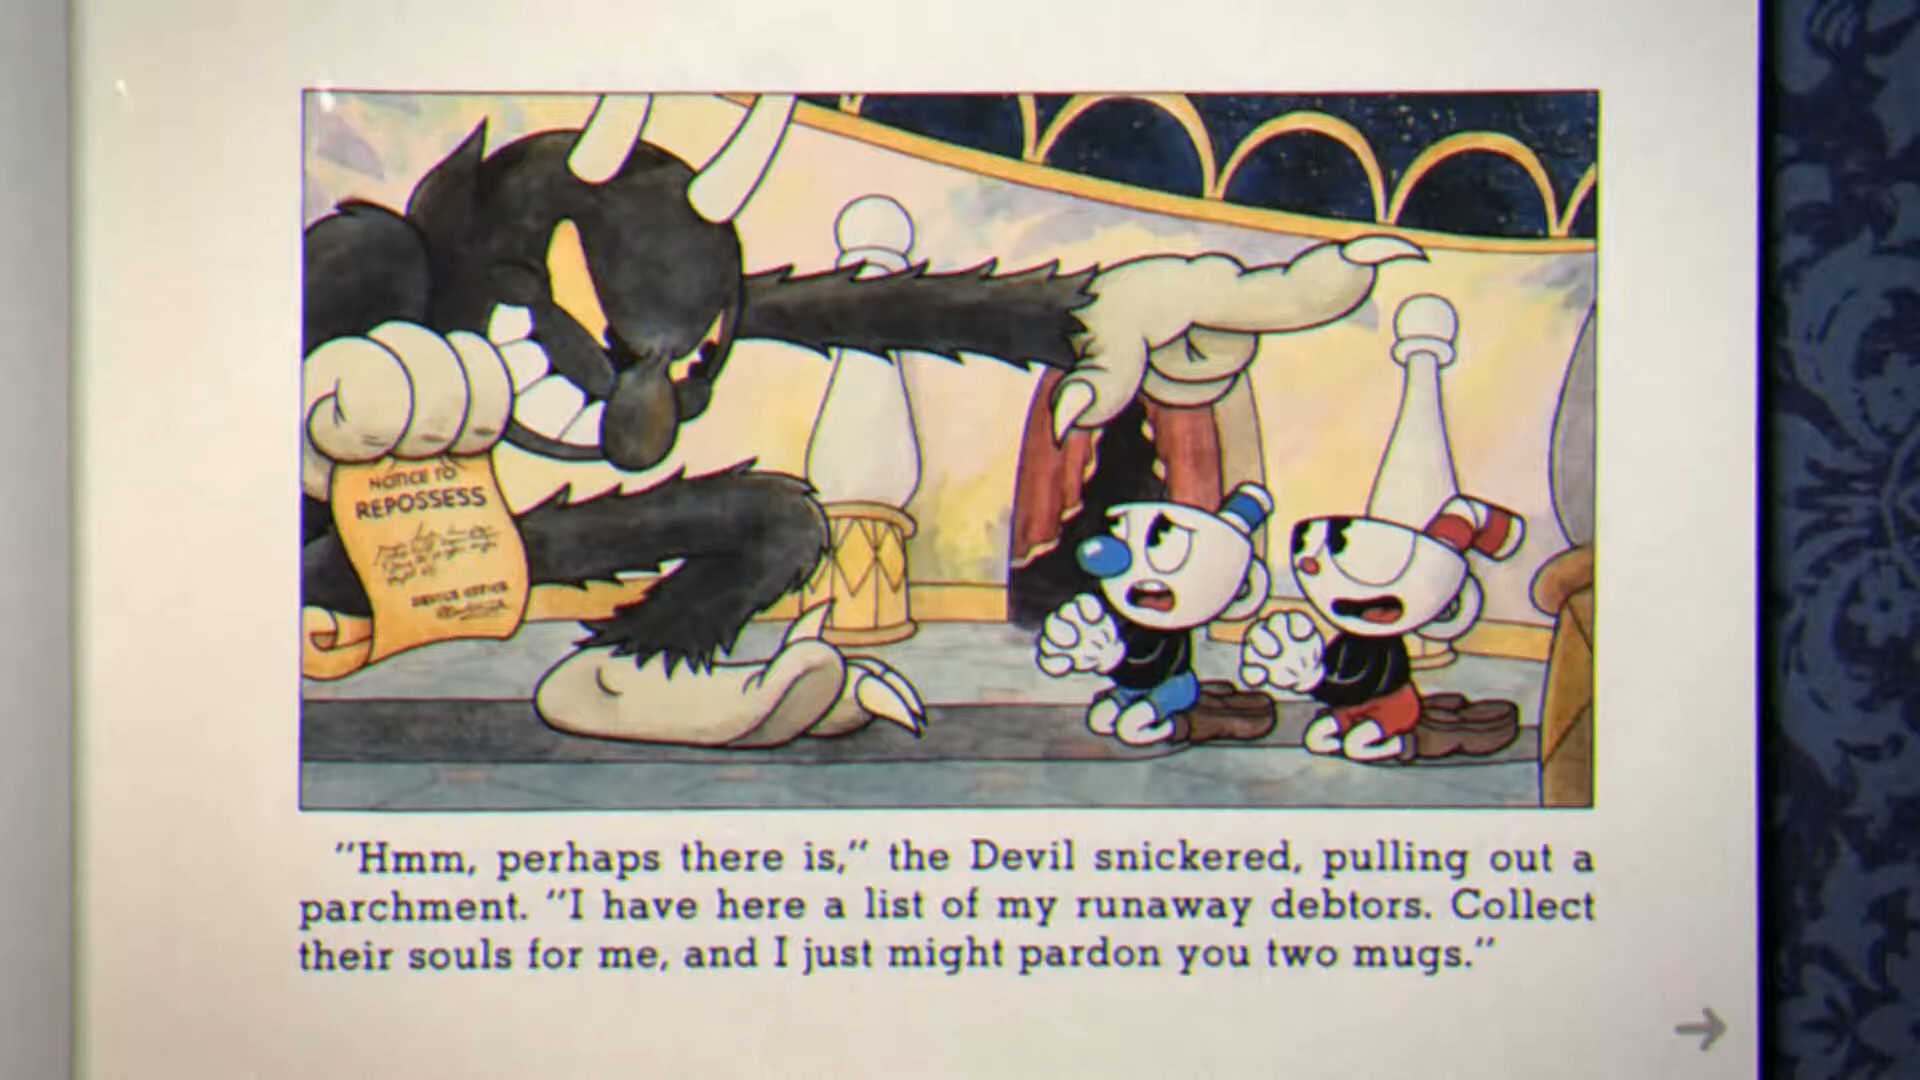 NOTICE TO
REPOSSESS
"Hmm, perhaps there is," the Devil snickered, pulling out a
parchment. "I have here a list of my runaway debtors. Collect
their souls for me, and I just might pardon you two mugs."